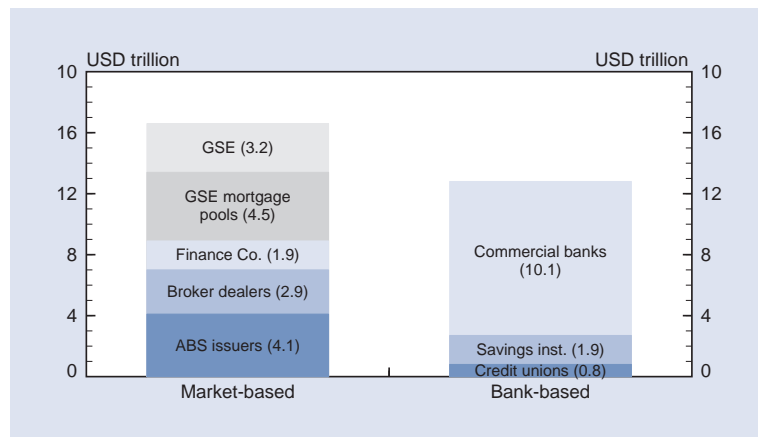 USD trillion
USD trillion
10
10
16
16
12
12
8
8
4
4
0
0
GSE (3.2)
GSE mortgage
pools (4.5)
Finance Co. (1.9)
Broker dealers (2.9)
ABS issuers (4.1)
Commercial banks
(10.1)
Savings inst. (1.9)
Credit unions (0.8)
Market-based
Bank-based